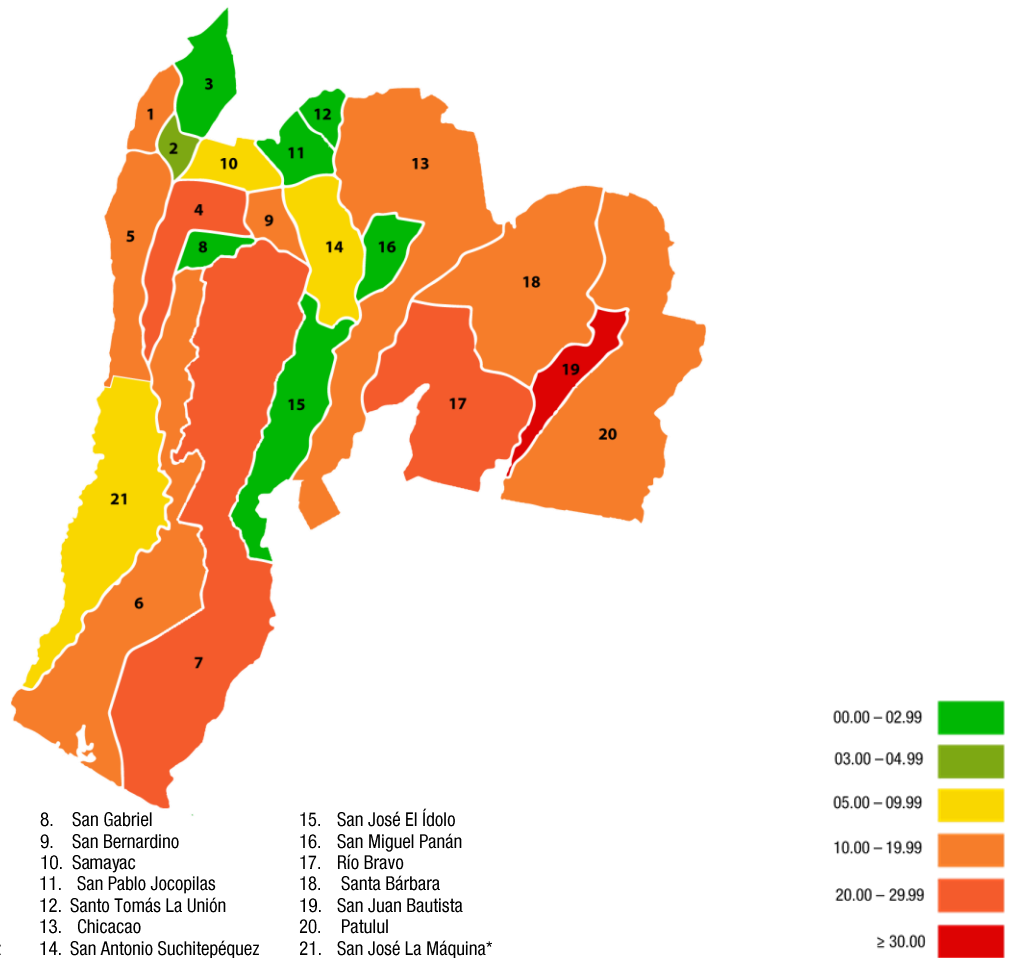 3
1
12
2
11
10
13
4
9
5
8
14
16
18
19
15
17
20
21
6
7
00.00 – 02.99
03.00 – 04.99
05.00 – 09.99
10.00 – 19.99
20.00 – 29.99
≥ 30.00
8. San Gabriel
9. San Bernardino
10. Samayac
11. San Pablo Jocopilas
12. Santo Tomás La Unión
13. Chicacao
14. San Antonio Suchitepéquez
15. San José El Ídolo
16. San Miguel Panán
17. Río Bravo
18. Santa Bárbara
19. San Juan Bautista
20. Patulul
21. San José La Máquina*